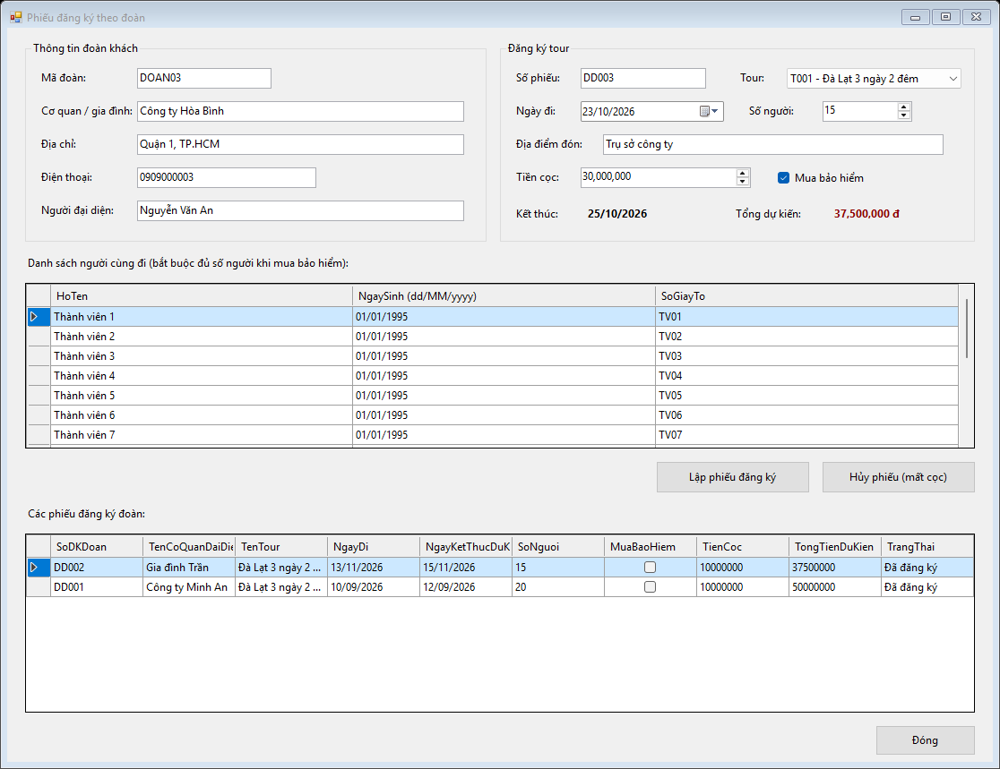 Phiếu đăng ký theo đoàn
Thông tin đoàn khách
Mã đoàn: DOAN03
Cơ quan / gia đình: Công ty Hòa Bình
Địa chỉ: Quận 1, TP.HCM
Điện thoại: 0909000003
Người đại diện: Nguyễn Văn An
Đăng ký tour
Số phiếu: DD003 Tour: T001 - Đà Lạt 3 ngày 2 đêm
Ngày đi: 23/10/2026 Số người: 15
Địa điểm đón: Trụ sở công ty
Tiền cọc: 30,000,000 Mua bảo hiểm
Kết thúc: 25/10/2026 Tổng dự kiến: 37,500,000 đ
Danh sách người cùng đi (bắt buộc đủ số người khi mua bảo hiểm):
HoTen NgaySinh (dd/MM/yyyy) SoGiayTo
Thành viên 1 01/01/1995 TV01
Thành viên 2 01/01/1995 TV02
Thành viên 3 01/01/1995 TV03
Thành viên 4 01/01/1995 TV04
Thành viên 5 01/01/1995 TV05
Thành viên 6 01/01/1995 TV06
Thành viên 7 01/01/1995 TV07
Lập phiếu đăng ký Hủy phiếu (mất cọc)
Các phiếu đăng ký đoàn:
SoDKDoan TenCoQuanDaiDie TenTour NgayDi NgayKetThucDuK SoNguoi MuaBaoHiem TienCoc TongTienDuKien TrangThai
DD002 Gia đình Trần Đà Lạt 3 ngày 2 ... 13/11/2026 15/11/2026 15 10000000 37500000 Đã đăng ký
DD001 Công ty Minh An Đà Lạt 3 ngày 2 ... 10/09/2026 12/09/2026 20 10000000 50000000 Đã đăng ký
Đóng